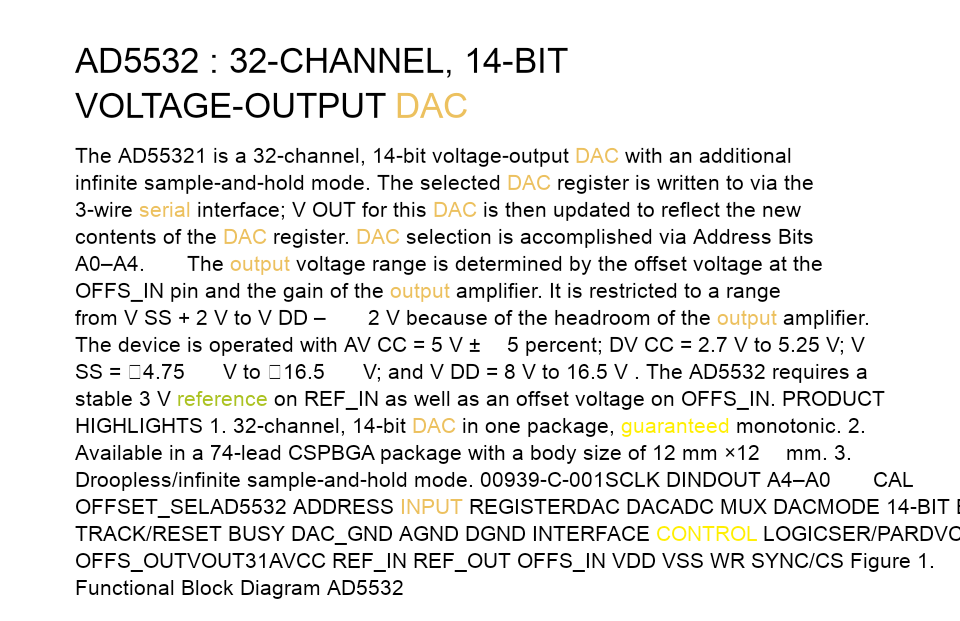 AD5532 : 32-CHANNEL, 14-BIT
VOLTAGE-OUTPUT DAC
The AD55321 is a 32-channel, 14-bit voltage-output DAC with an additional
infinite sample-and-hold mode. The selected DAC register is written to via the
3-wire serial interface; V OUT for this DAC is then updated to reflect the new
contents of the DAC register. DAC selection is accomplished via Address Bits
A0–A4. The output voltage range is determined by the offset voltage at the
OFFS_IN pin and the gain of the output amplifier. It is restricted to a range
from V SS + 2 V to V DD – 2 V because of the headroom of the output amplifier.
The device is operated with AV CC = 5 V ± 5 percent; DV CC = 2.7 V to 5.25 V; V
SS = □4.75 V to □16.5 V; and V DD = 8 V to 16.5 V . The AD5532 requires a
stable 3 V reference on REF_IN as well as an offset voltage on OFFS_IN. PRODUCT
HIGHLIGHTS 1. 32-channel, 14-bit DAC in one package, guaranteed monotonic. 2.
Available in a 74-lead CSPBGA package with a body size of 12 mm ×12 mm. 3.
Droopless/infinite sample-and-hold mode. 00939-C-001SCLK DINDOUT A4–A0 CAL
OFFSET_SELAD5532 ADDRESS INPUT REGISTERDAC DACADC MUX DACMODE 14-BIT
TRACK/RESET BUSY DAC_GND AGND DGND INTERFACE CONTROL LOGICSER/PARDVC
OFFS_OUTVOUT31AVCC REF_IN REF_OUT OFFS_IN VDD VSS WR SYNC/CS Figure 1.
Functional Block Diagram AD5532